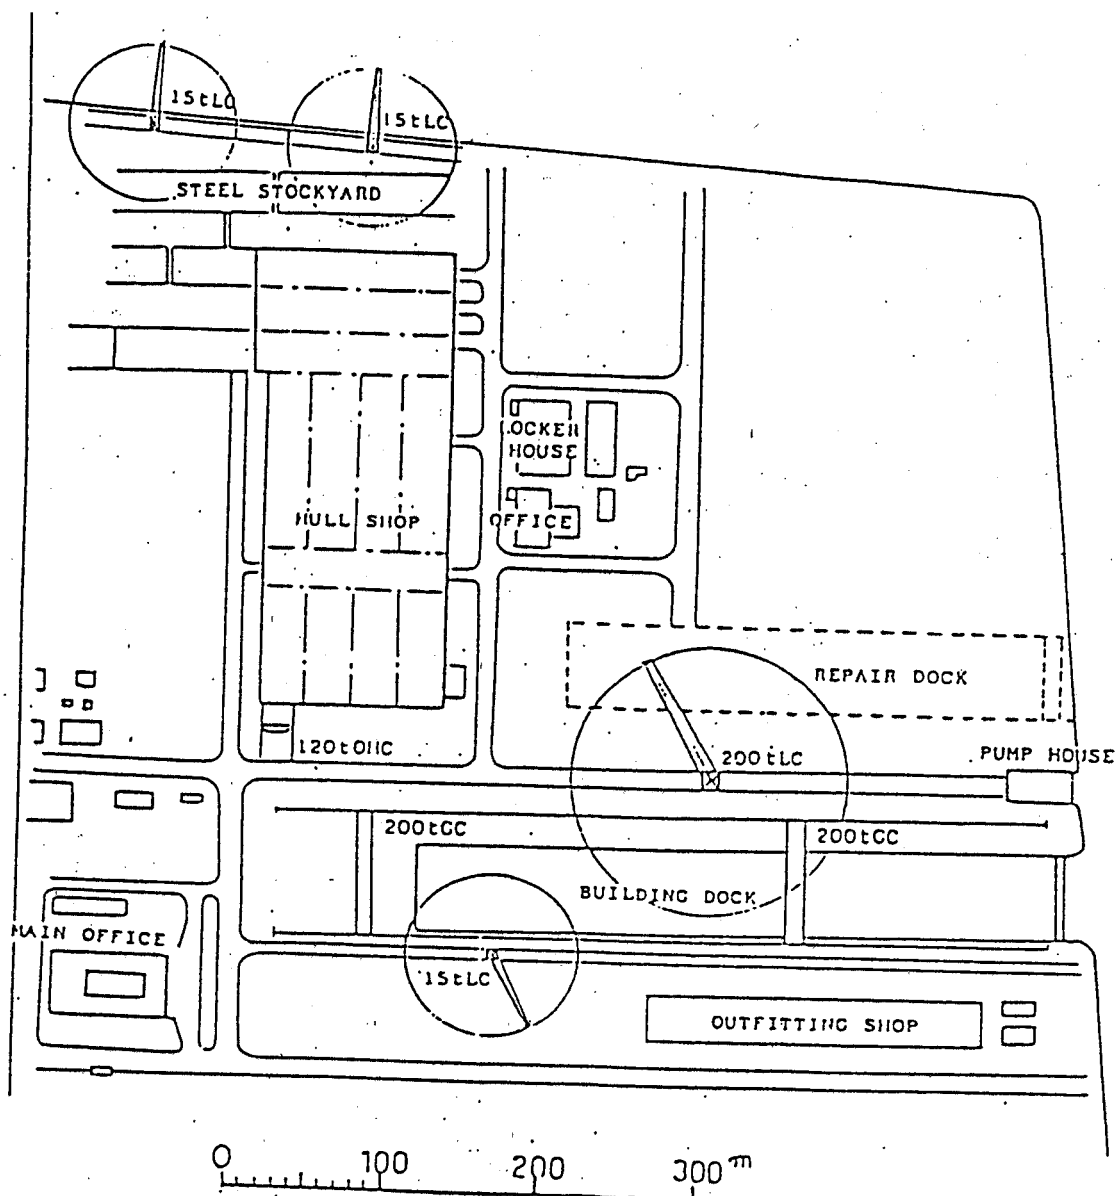 15tLC
15tLC
STEEL STOCKYARD
LOCKER
HOUSE
HULL SHOP
OFFICE
REPAIR DOCK
120tOHC
200tLC
PUMP HOUSE
200tGC
200tGC
BUILDING DOCK
MAIN OFFICE
15tLC
OUTFITTING SHOP
0 100 200 300 m